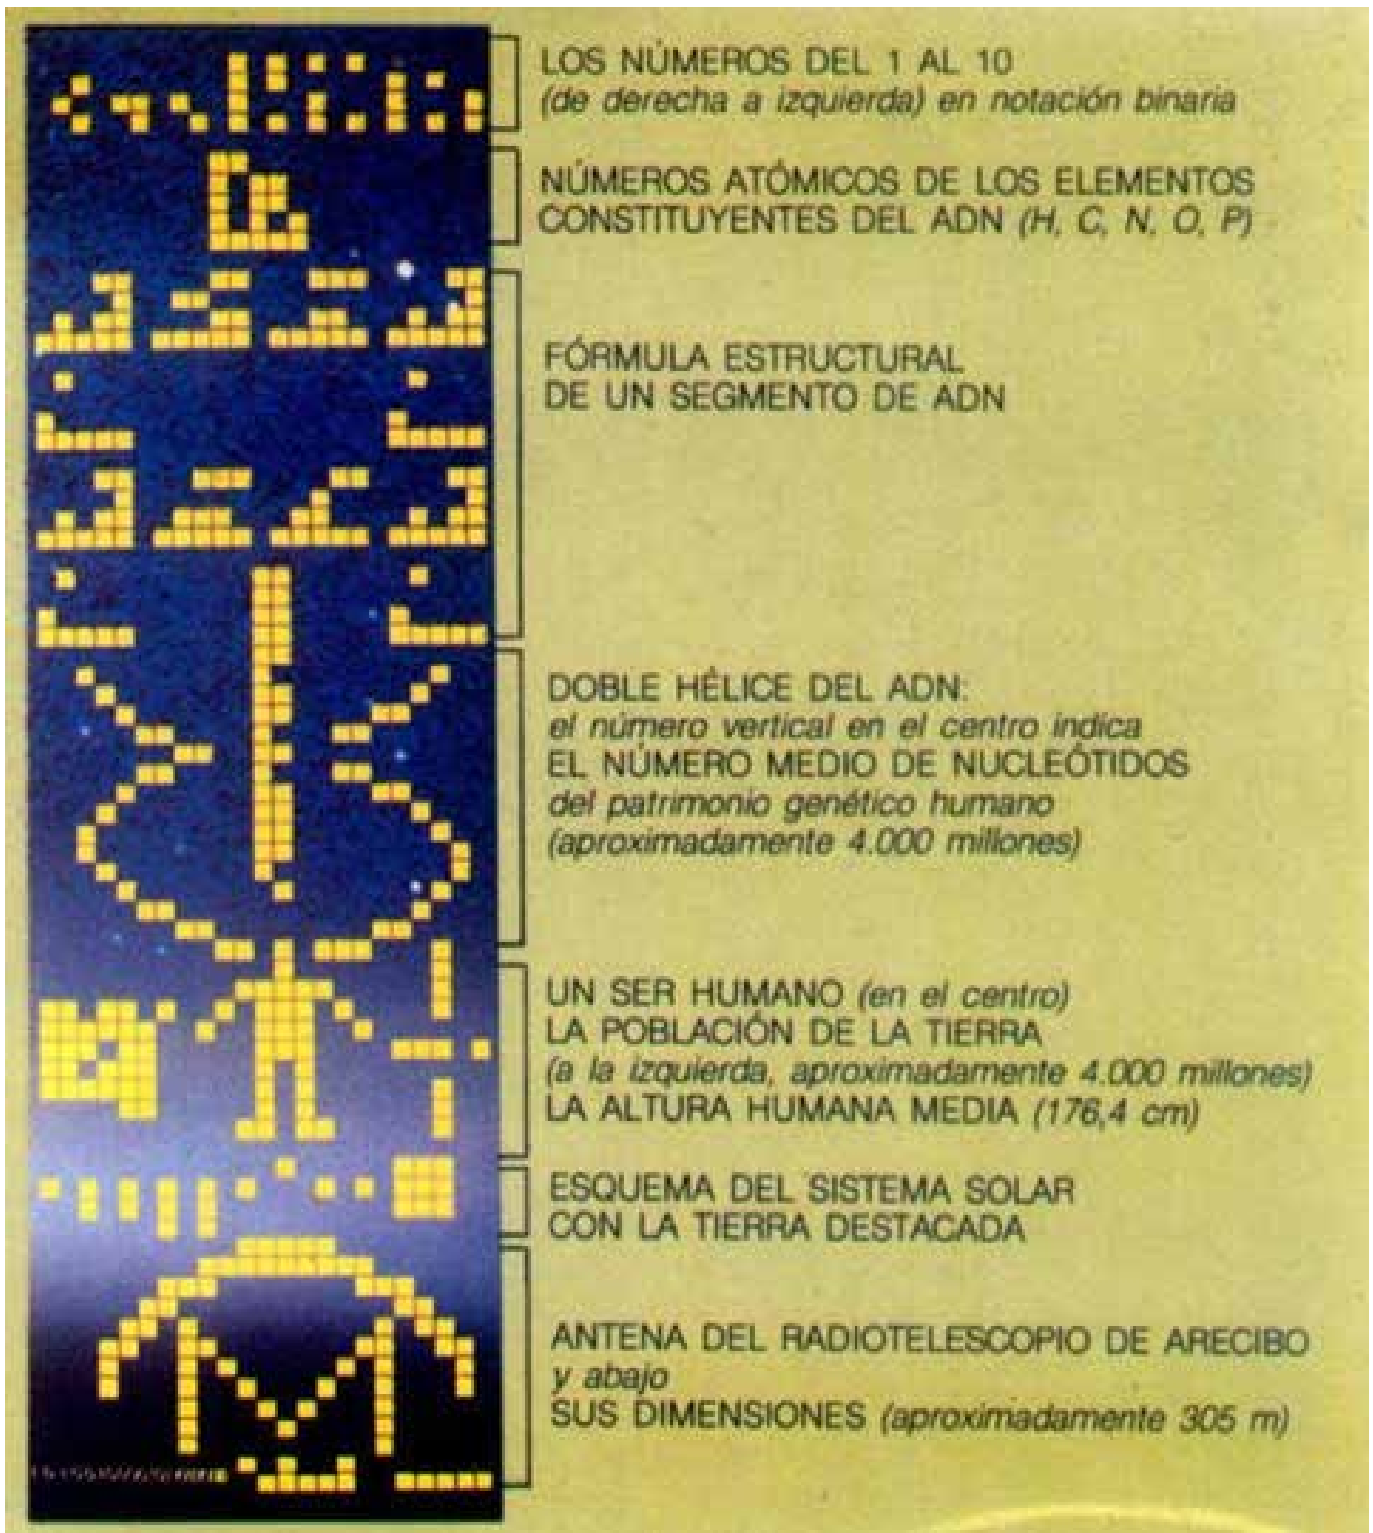 LOS NÚMEROS DEL 1 AL 10
(de derecha a izquierda) en notación binaria
NÚMEROS ATÓMICOS DE LOS ELEMENTOS
CONSTITUYENTES DEL ADN (H, C, N, O, P)
FÓRMULA ESTRUCTURAL
DE UN SEGMENTO DE ADN
DOBLE HÉLICE DEL ADN:
el número vertical en el centro indica
EL NÚMERO MEDIO DE NUCLEÓTIDOS
del patrimonio genético humano
(aproximadamente 4.000 millones)
UN SER HUMANO (en el centro)
LA POBLACIÓN DE LA TIERRA
(a la izquierda, aproximadamente 4.000 millones)
LA ALTURA HUMANA MEDIA (176,4 cm)
ESQUEMA DEL SISTEMA SOLAR
CON LA TIERRA DESTACADA
ANTENA DEL RADIOTELESCOPIO DE ARECIBO
y abajo
SUS DIMENSIONES (aproximadamente 305 m)